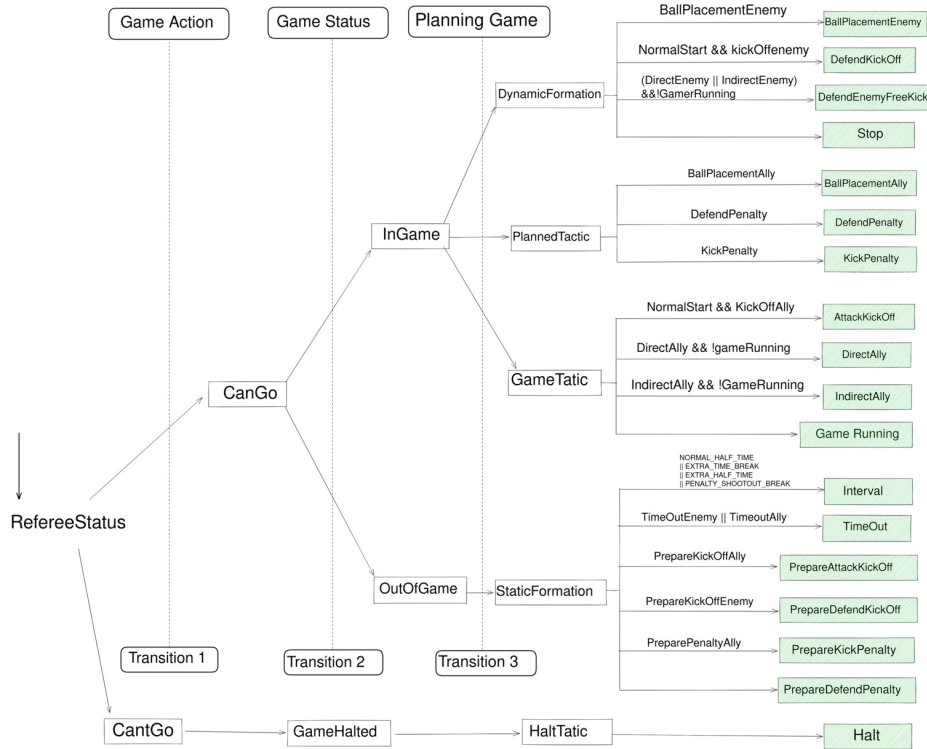 Game Action
Game Status
Planning Game
BallPlacementEnemy
BallPlacementEnemy
NormalStart && kickOffenemy
DefendKickOff
DynamicFormation
(DirectEnemy || IndirectEnemy)
&&!GamerRunning
DefendEnemyFreeKick
Stop
BallPlacementAlly
BallPlacementAlly
InGame
PlannedTactic
DefendPenalty
DefendPenalty
KickPenalty
KickPenalty
NormalStart && KickOffAlly
AttackKickOff
DirectAlly && !gameRunning
DirectAlly
GameTatic
IndirectAlly && !GameRunning
IndirectAlly
CanGo
Game Running
NORMAL_HALF_TIME
|| EXTRA_TIME_BREAK
|| EXTRA_HALF_TIME
|| PENALTY_SHOOTOUT_BREAK
Interval
RefereeStatus
TimeOutEnemy || TimeoutAlly
TimeOut
PrepareKickOffAlly
PrepareAttackKickOff
OutOfGame
StaticFormation
PrepareKickOffEnemy
PrepareDefendKickOff
PreparePenaltyAlly
PrepareKickPenalty
Transition 1
Transition 2
Transition 3
PrepareDefendPenalty
CantGo
GameHalted
HaltTatic
Halt